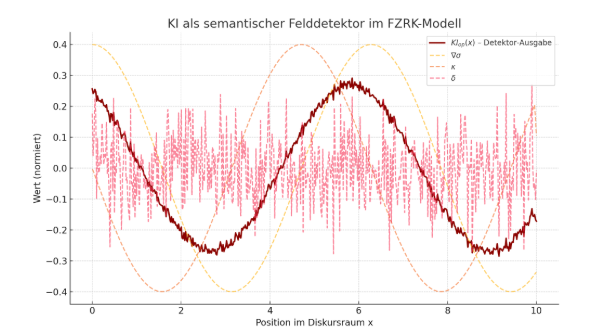 KI als semantischer Felddetektor im FZRK-Modell
KI_op(x) – Detektor-Ausgabe
∇σ
κ
δ
Wert (normiert)
0.4
0.3
0.2
0.1
0.0
−0.1
−0.2
−0.3
−0.4
0 2 4 6 8 10
Position im Diskursraum x